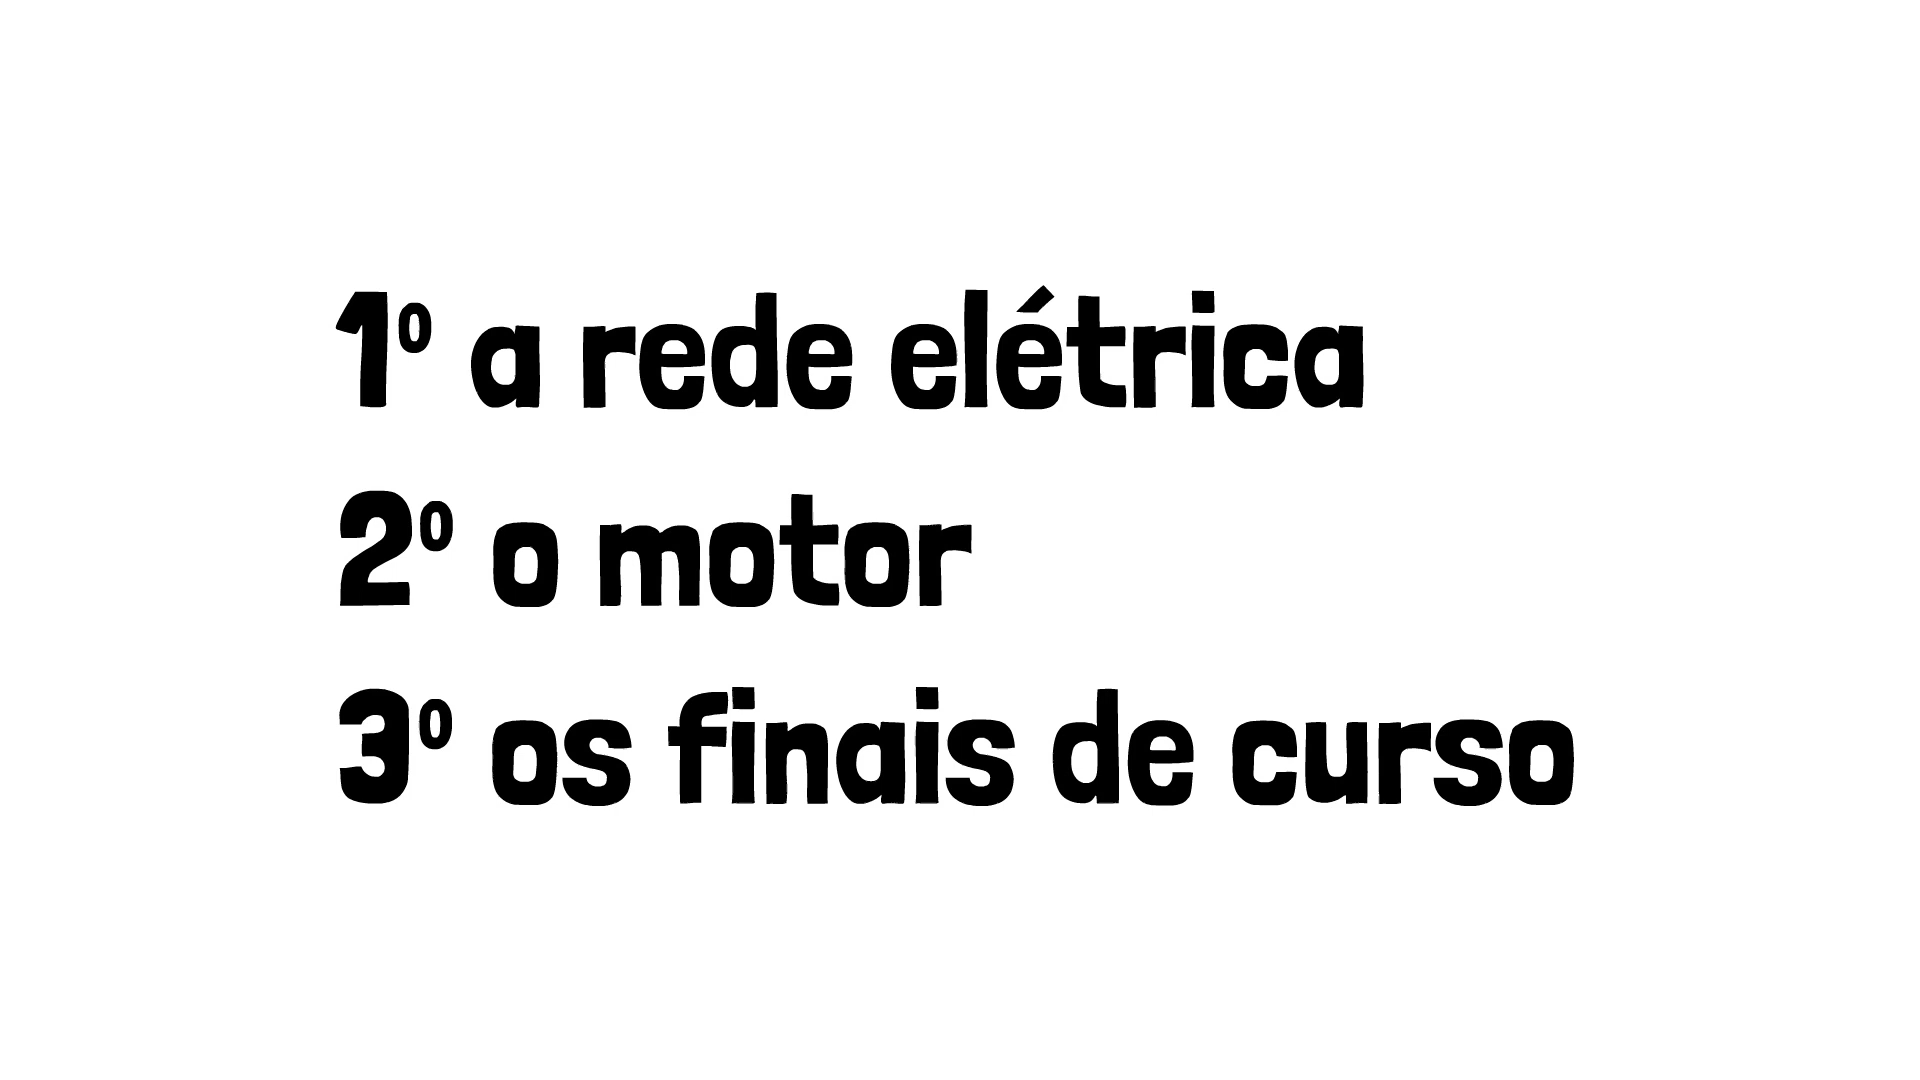 1º a rede elétrica
2º o motor
3º os finais de curso